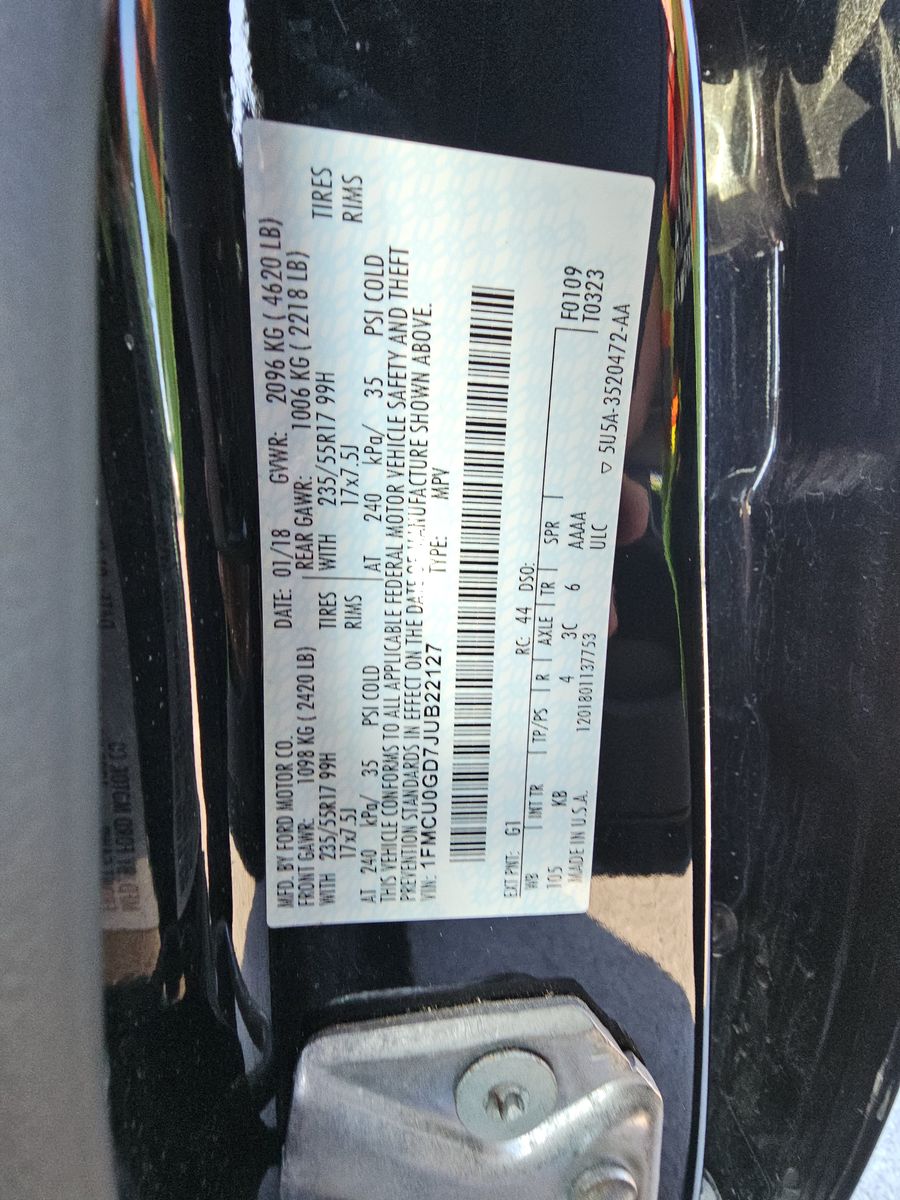 MFD. BY FORD MOTOR CO.
DATE: 01/18 GVWR: 2096 KG ( 4620 LB)
FRONT GAWR: 1098 KG ( 2420 LB) REAR GAWR: 1006 KG ( 2218 LB)
WITH 235/55R17 99H TIRES WITH 235/55R17 99H TIRES
17x7.5J RIMS 17x7.5J RIMS
AT 240 kPa/ 35 PSI COLD AT 240 kPa/ 35 PSI COLD
THIS VEHICLE CONFORMS TO ALL APPLICABLE FEDERAL MOTOR VEHICLE SAFETY AND THEFT
PREVENTION STANDARDS IN EFFECT ON THE DATE OF MANUFACTURE SHOWN ABOVE.
VIN: 1FMCU0GD7JUB22127 TYPE: MPV
EXT PNT: G1 RC: 44 DSO:
WB INT TR TP/PS R AXLE TR SPR F0109
105 KB 4 3C 6 AAAA T0323
ULC
MADE IN U.S.A. 1201801137753 ▽ 5U5A-3520472-AA